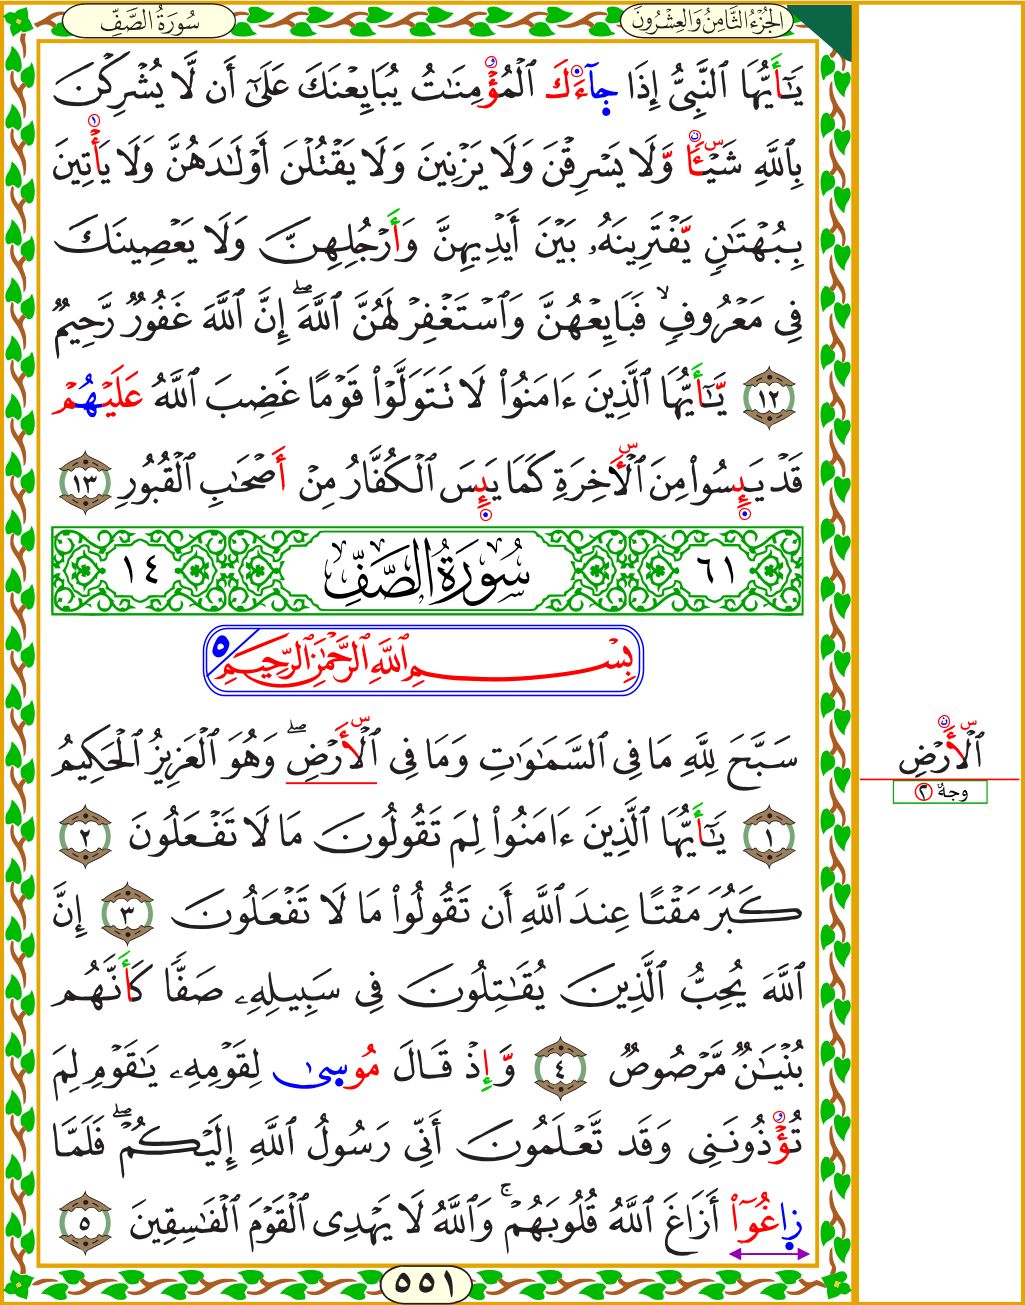 سُورَةُ الصَّفِّ
الجُزْءُ الثَّامِنُ وَالعِشْرُونَ
يَٰٓأَيُّهَا ٱلنَّبِىُّ إِذَا جَآءَكَ ٱلْمُؤْمِنَٰتُ يُبَايِعْنَكَ عَلَىٰٓ أَن لَّا يُشْرِكْنَ
بِٱللَّهِ شَيْـًٔا وَلَا يَسْرِقْنَ وَلَا يَزْنِينَ وَلَا يَقْتُلْنَ أَوْلَٰدَهُنَّ وَلَا يَأْتِينَ
بِبُهْتَٰنٍ يَفْتَرِينَهُۥ بَيْنَ أَيْدِيهِنَّ وَأَرْجُلِهِنَّ وَلَا يَعْصِينَكَ
فِى مَعْرُوفٍ ۙ فَبَايِعْهُنَّ وَٱسْتَغْفِرْ لَهُنَّ ٱللَّهَ ۖ إِنَّ ٱللَّهَ غَفُورٌ رَّحِيمٌ
١٢ يَٰٓأَيُّهَا ٱلَّذِينَ ءَامَنُوا۟ لَا تَتَوَلَّوْا۟ قَوْمًا غَضِبَ ٱللَّهُ عَلَيْهُمْ
قَدْ يَئِسُوا۟ مِنَ ٱلْأَخِرَةِ كَمَا يَئِسَ ٱلْكُفَّارُ مِنْ أَصْحَٰبِ ٱلْقُبُورِ ١٣
٦١ سُورَةُ الصَّفِّ ١٤
بِسْمِ ٱللَّهِ ٱلرَّحْمَٰنِ ٱلرَّحِيمِ ٥
سَبَّحَ لِلَّهِ مَا فِى ٱلسَّمَٰوَٰتِ وَمَا فِى ٱلْأَرْضِ ۖ وَهُوَ ٱلْعَزِيزُ ٱلْحَكِيمُ
١ يَٰٓأَيُّهَا ٱلَّذِينَ ءَامَنُوا۟ لِمَ تَقُولُونَ مَا لَا تَفْعَلُونَ ٢
كَبُرَ مَقْتًا عِندَ ٱللَّهِ أَن تَقُولُوا۟ مَا لَا تَفْعَلُونَ ٣ إِنَّ
ٱللَّهَ يُحِبُّ ٱلَّذِينَ يُقَٰتِلُونَ فِى سَبِيلِهِۦ صَفًّا كَأَنَّهُم
بُنْيَٰنٌ مَّرْصُوصٌ ٤ وَإِذْ قَالَ مُوسَىٰ لِقَوْمِهِۦ يَٰقَوْمِ لِمَ
تُؤْذُونَنِى وَقَد تَّعْلَمُونَ أَنِّى رَسُولُ ٱللَّهِ إِلَيْكُمْ ۖ فَلَمَّا
زَاغُوٓا۟ أَزَاغَ ٱللَّهُ قُلُوبَهُمْ ۚ وَٱللَّهُ لَا يَهْدِى ٱلْقَوْمَ ٱلْفَٰسِقِينَ ٥
٥٥١
ٱلْأَرْضِ
وجهٌ ٢